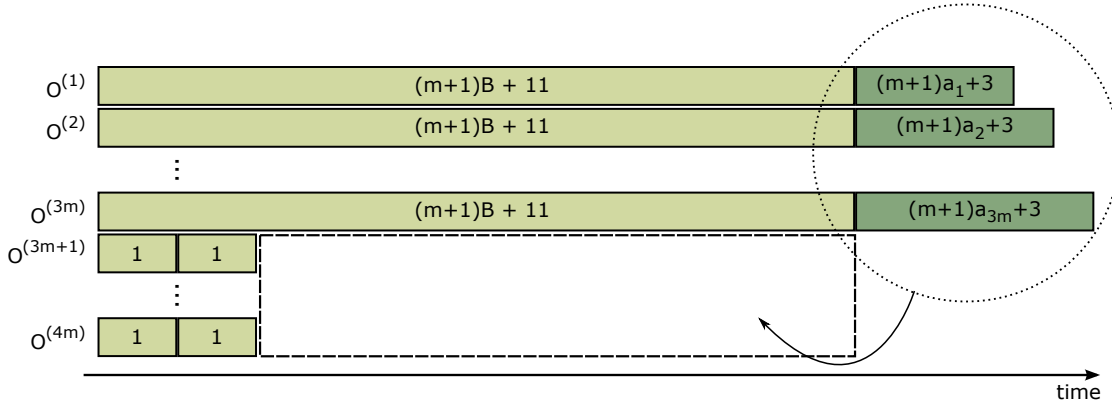 O(1) (m+1)B + 11 (m+1)a1+3
O(2) (m+1)B + 11 (m+1)a2+3
⋮
O(3m) (m+1)B + 11 (m+1)a3m+3
O(3m+1) 1 1
⋮
O(4m) 1 1
time